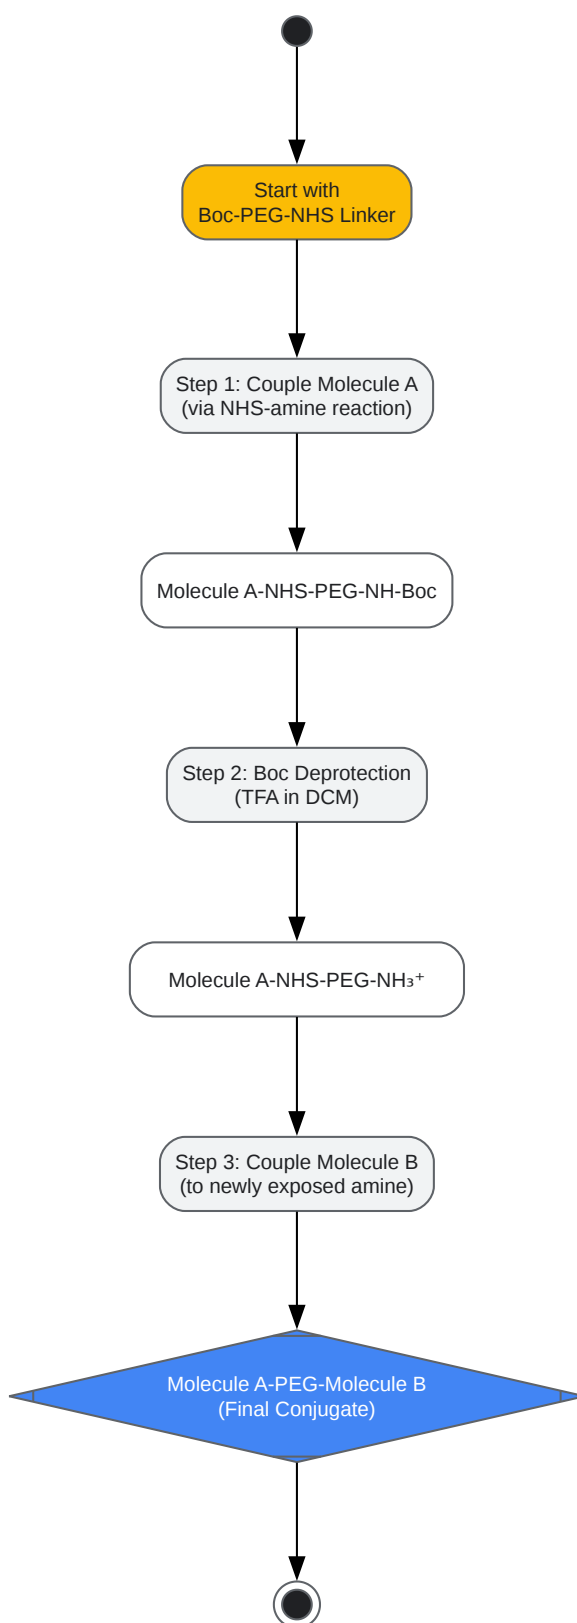 Start with
Boc-PEG-NHS Linker
Step 1: Couple Molecule A
(via NHS-amine reaction)
Molecule A-NHS-PEG-NH-Boc
Step 2: Boc Deprotection
(TFA in DCM)
Molecule A-NHS-PEG-NH₃⁺
Step 3: Couple Molecule B
(to newly exposed amine)
Molecule A-PEG-Molecule B
(Final Conjugate)